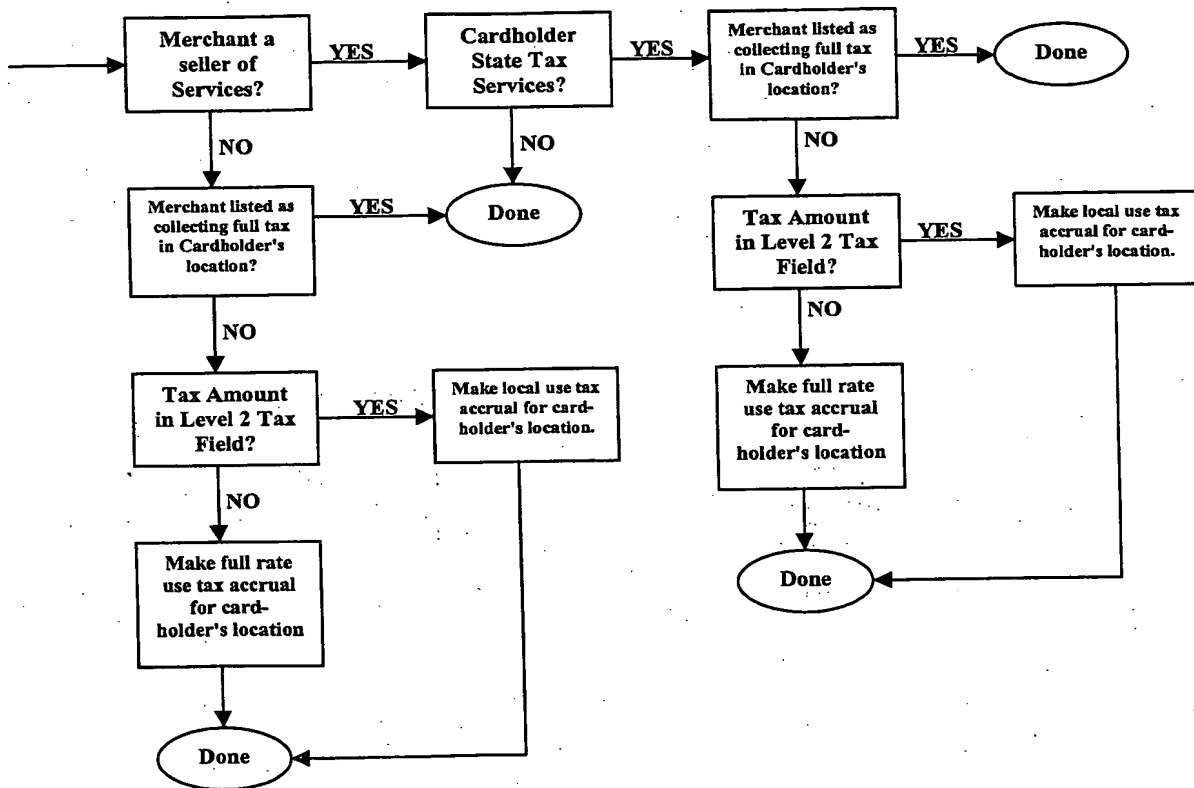 Merchant a
seller of
Services?
YES
Cardholder
State Tax
Services?
YES
Merchant listed as
collecting full tax
in Cardholder's
location?
YES
Done
NO
NO
NO
Merchant listed as
collecting full tax
in Cardholder's
location?
YES
Done
Tax Amount
in Level 2 Tax
Field?
YES
Make local use tax
accrual for card-
holder's location.
NO
NO
Tax Amount
in Level 2 Tax
Field?
YES
Make local use tax
accrual for card-
holder's location.
Make full rate
use tax accrual
for card-
holder's location
NO
Make full rate
use tax accrual
for card-
holder's location
Done
Done